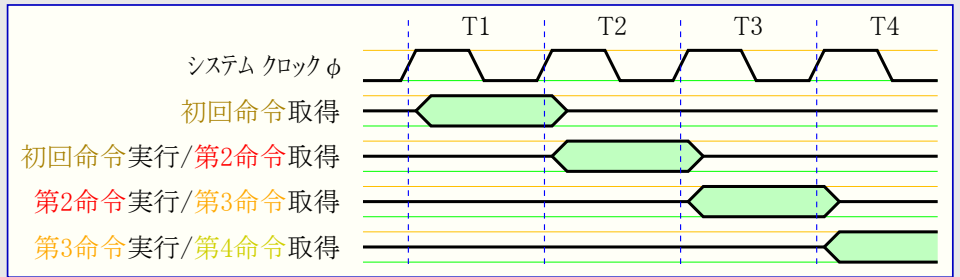 T1 T2 T3 T4
システム クロック φ
初回命令取得
初回命令実行/第2命令取得
第2命令実行/第3命令取得
第3命令実行/第4命令取得